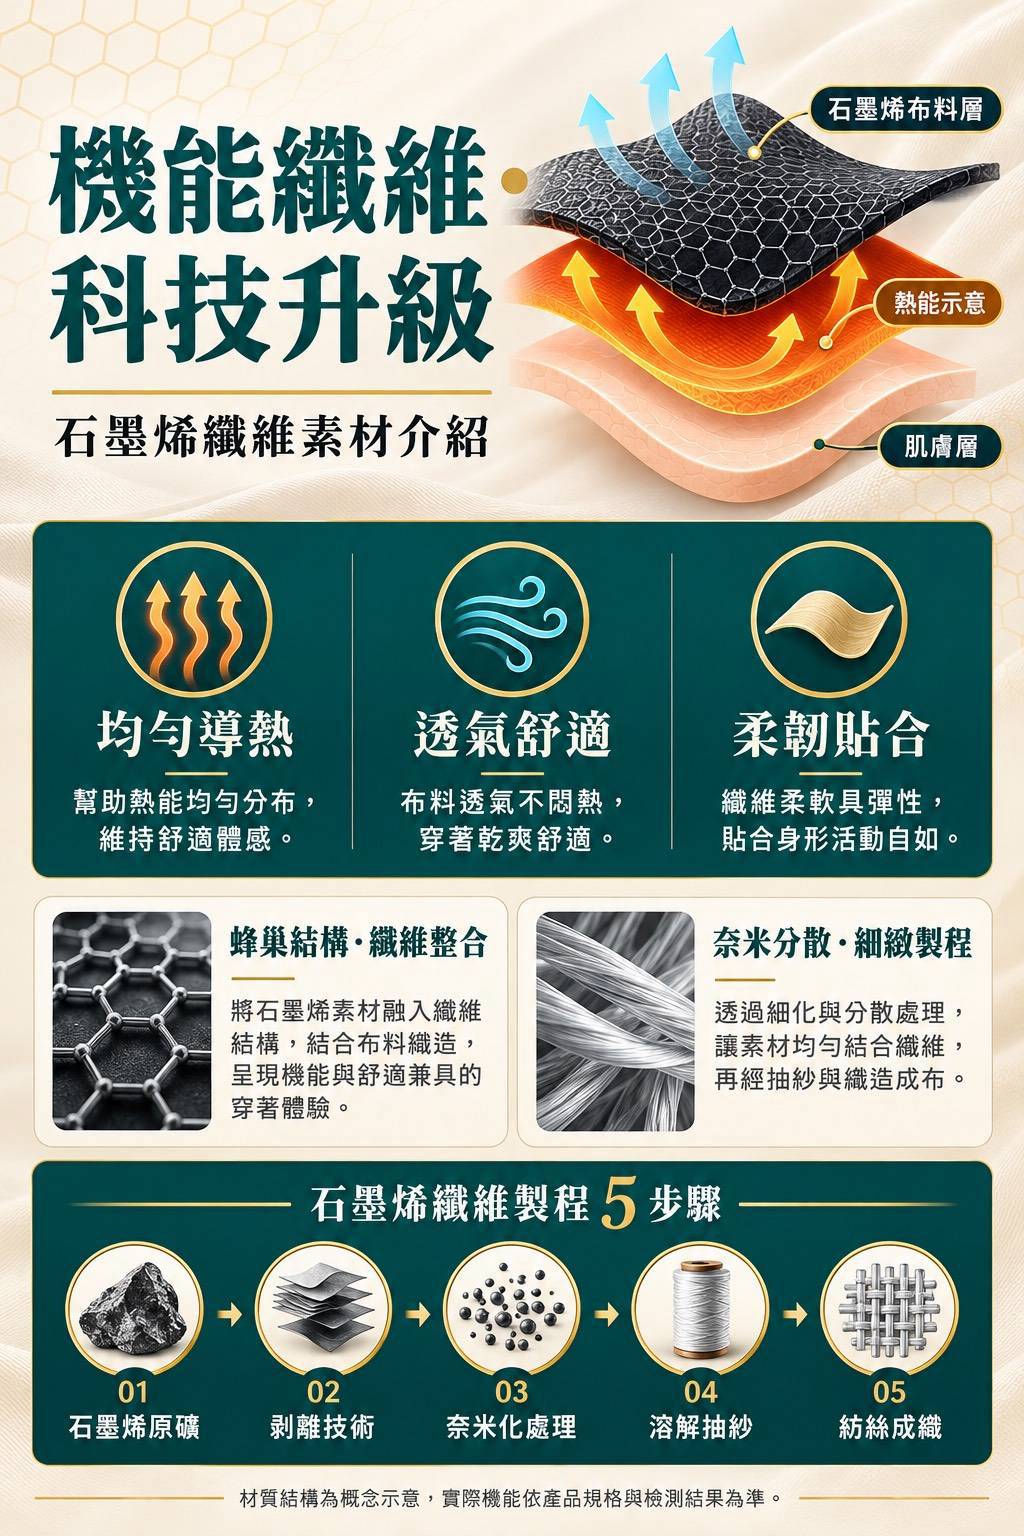 機能纖維
科技升級
石墨烯纖維素材介紹
石墨烯布料層
熱能示意
肌膚層
均勻導熱
幫助熱能均勻分布，
維持舒適體感。
透氣舒適
布料透氣不悶熱，
穿著乾爽舒適。
柔韌貼合
纖維柔軟具彈性，
貼合身形活動自如。
蜂巢結構·纖維整合
將石墨烯素材融入纖維
結構，結合布料織造，
呈現機能與舒適兼具的
穿著體驗。
奈米分散·細緻製程
透過細化與分散處理，
讓素材均勻結合纖維，
再經抽紗與織造成布。
石墨烯纖維製程5步驟
01
石墨烯原礦
02
剥離技術
03
奈米化處理
04
溶解抽紗
05
紡絲成織
材質結構為概念示意，實際機能依產品規格與檢測結果為準。